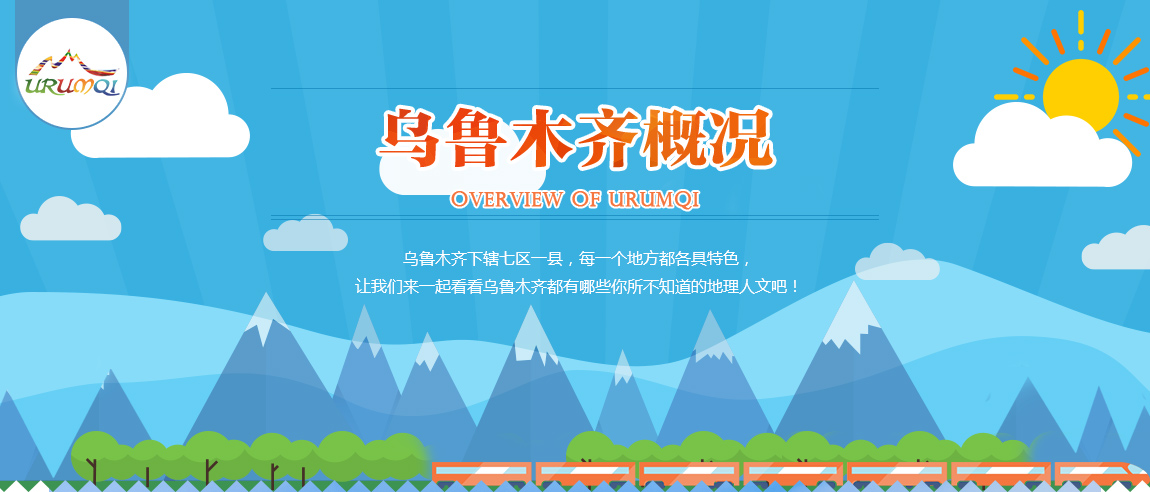 URUMQI
乌鲁木齐概况
OVERVIEW OF URUMQI
乌鲁木齐下辖七区一县，每一个地方都各具特色，
让我们来一起看看乌鲁木齐都有哪些你所不知道的地理人文吧！